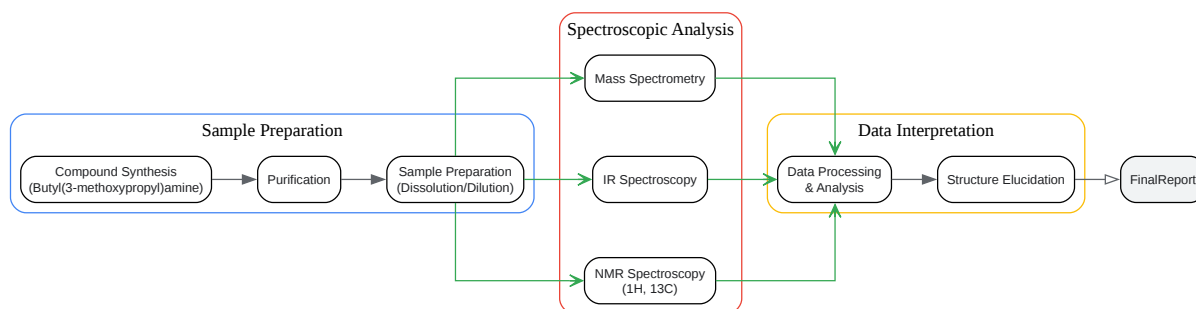 Sample Preparation
Compound Synthesis
(Butyl(3-methoxypropyl)amine)
Purification
Sample Preparation
(Dissolution/Dilution)
Spectroscopic Analysis
Mass Spectrometry
IR Spectroscopy
NMR Spectroscopy
(1H, 13C)
Data Interpretation
Data Processing
& Analysis
Structure Elucidation
FinalReport